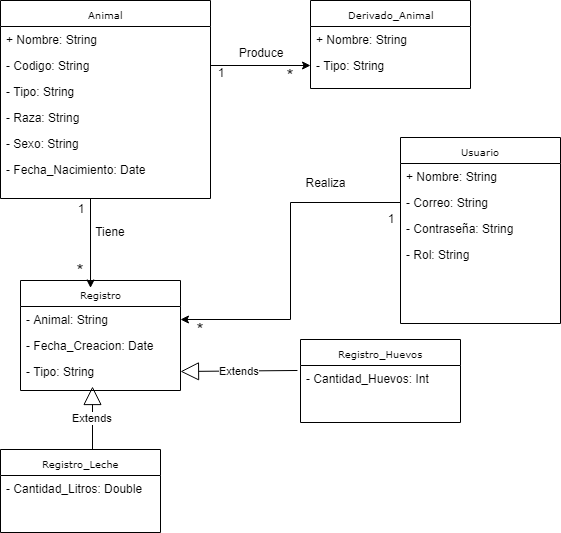 Animal
+ Nombre: String
- Codigo: String
- Tipo: String
- Raza: String
- Sexo: String
- Fecha_Nacimiento: Date
Produce
1
*
Derivado_Animal
+ Nombre: String
- Tipo: String
Usuario
+ Nombre: String
- Correo: String
- Contraseña: String
- Rol: String
Realiza
1
*
1
Tiene
*
Registro
- Animal: String
- Fecha_Creacion: Date
- Tipo: String
Extends
Registro_Huevos
- Cantidad_Huevos: Int
Extends
Registro_Leche
- Cantidad_Litros: Double